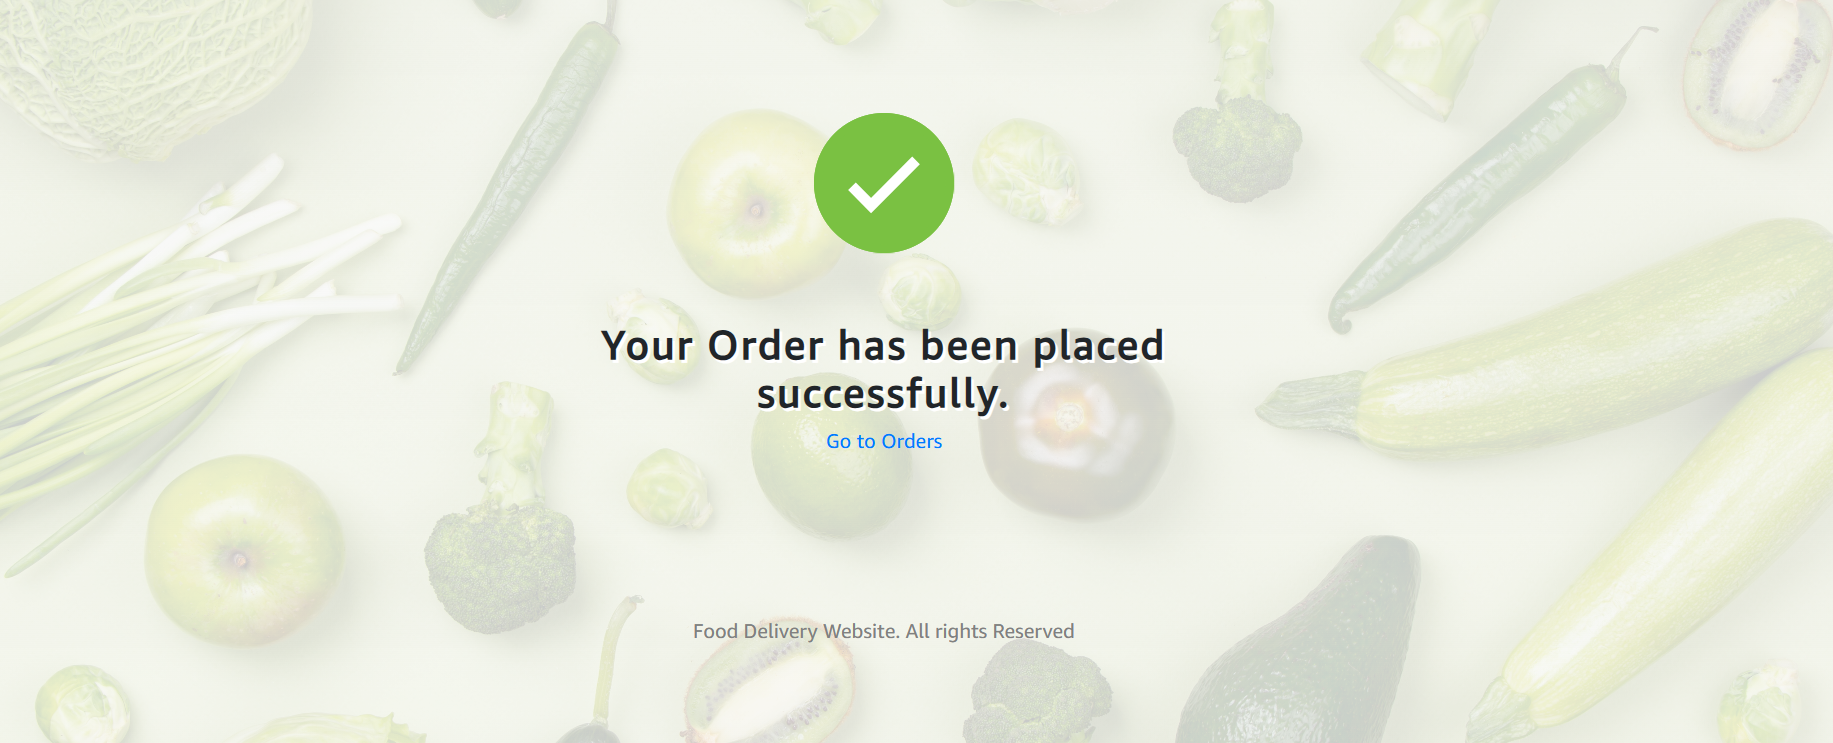 Your Order has been placed
successfully.
Go to Orders
Food Delivery Website. All rights Reserved